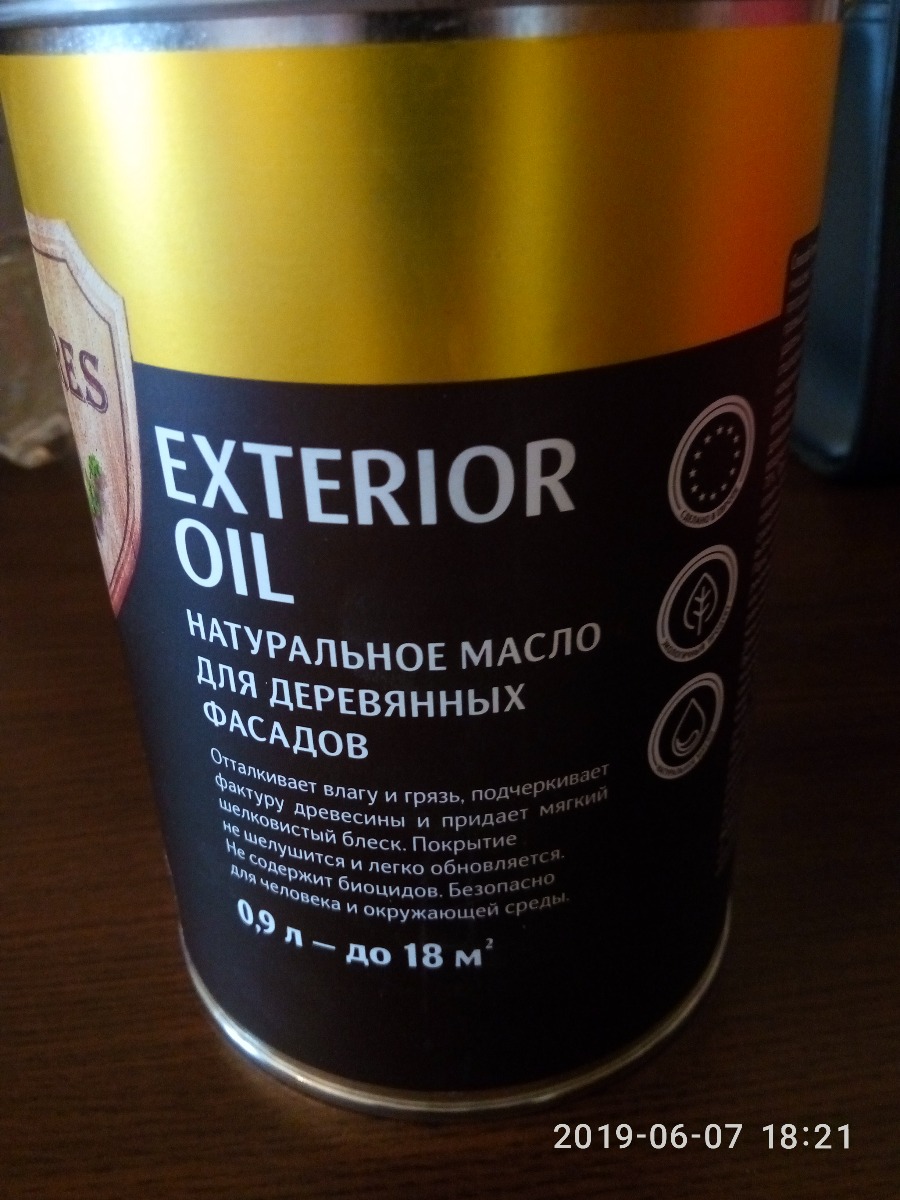 EXTERIOR
OIL
НАТУРАЛЬНОЕ МАСЛО
ДЛЯ ДЕРЕВЯННЫХ
ФАСАДОВ
Отталкивает влагу и грязь, подчеркивает
фактуру древесины и придает мягкий
шелковистый блеск. Покрытие
не шелушится и легко обновляется.
Не содержит биоцидов. Безопасно
для человека и окружающей среды.
0,9 л – до 18 м²
СДЕЛАНО В
2019-06-07 18:21